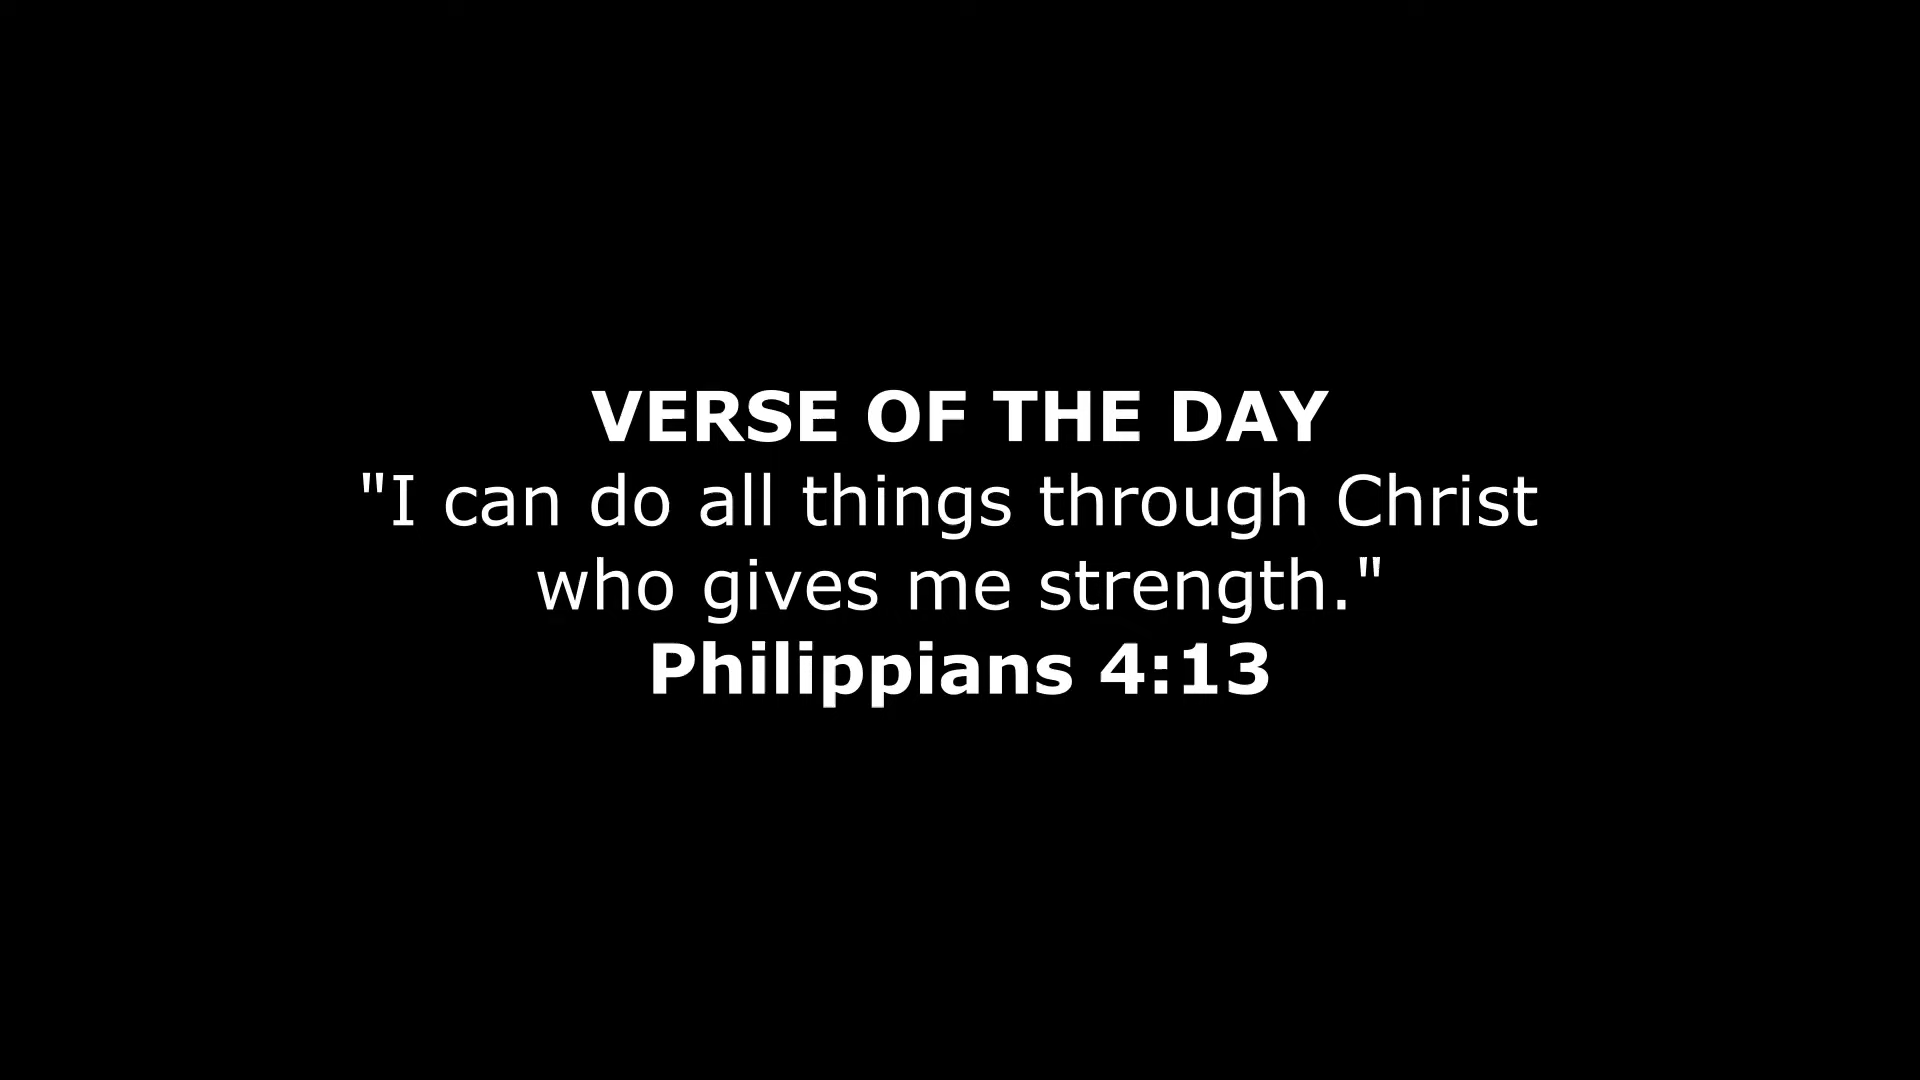 VERSE OF THE DAY
"I can do all things through Christ
who gives me strength."
Philippians 4:13